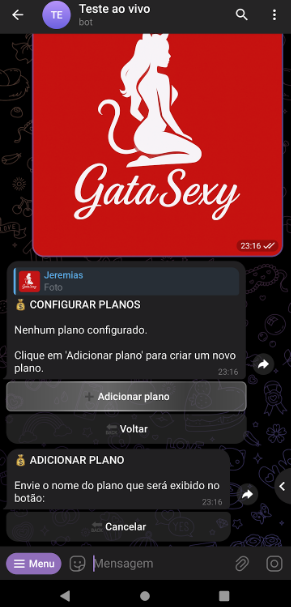 TE
Teste ao vivo
bot
Gata Sexy
23:16
Jeremias
Foto
💰 CONFIGURAR PLANOS
Nenhum plano configurado.
Clique em 'Adicionar plano' para criar um novo
plano.
23:16
➕ Adicionar plano
🔙 Voltar
💰 ADICIONAR PLANO
Envie o nome do plano que será exibido no
botão:
23:16
🔙 Cancelar
Menu
Mensagem